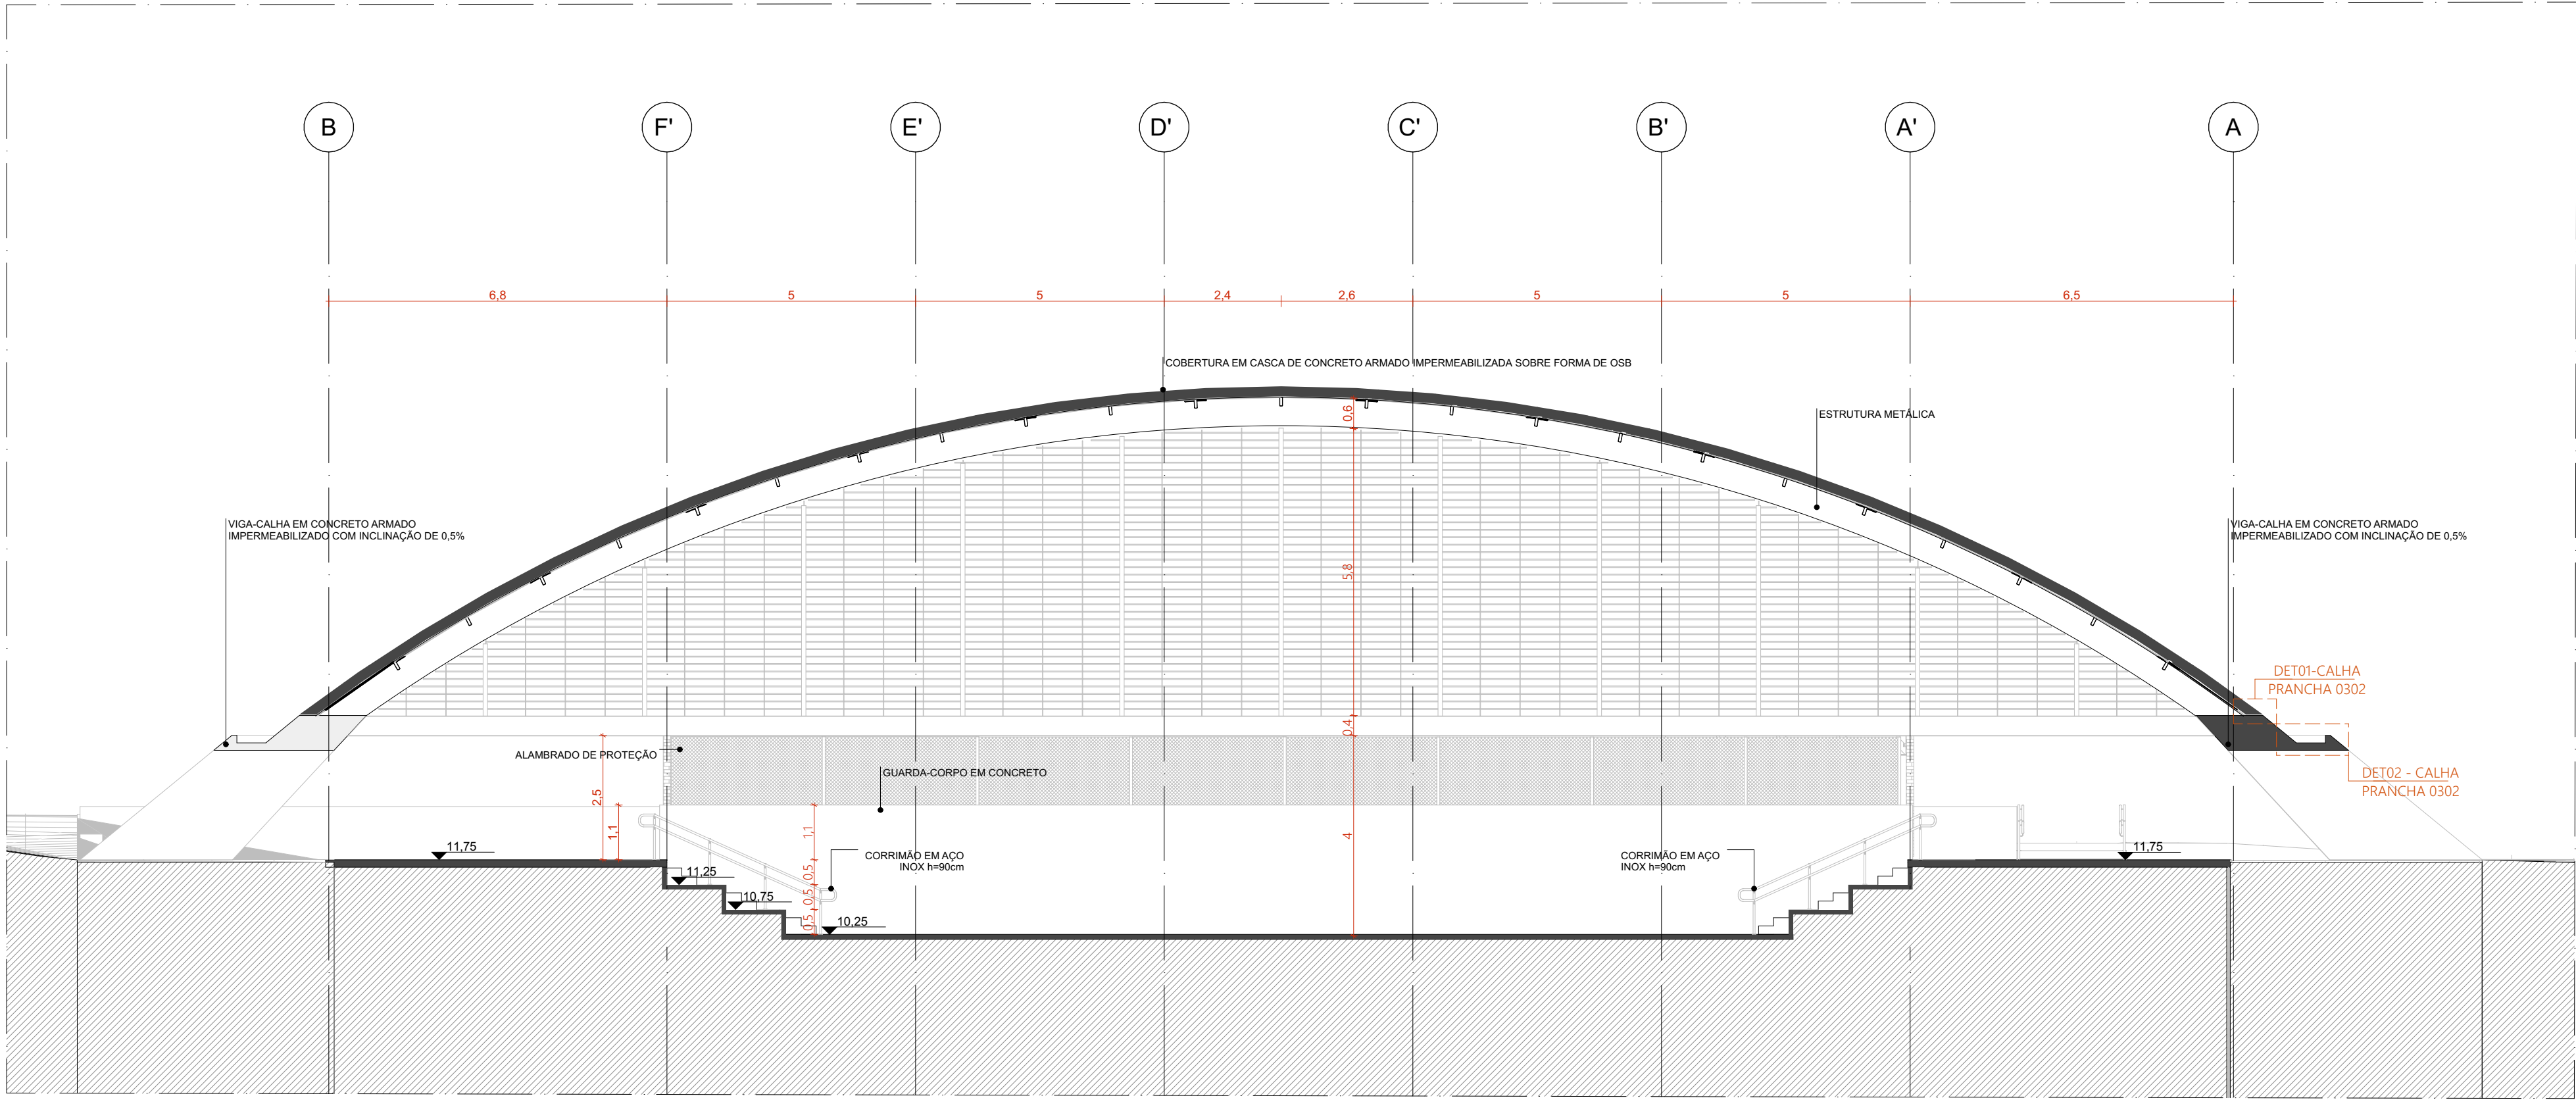 B
F'
E'
D'
C'
B'
A'
A
6,8
5
5
2,4
2,6
5
5
6,5
COBERTURA EM CASCA DE CONCRETO ARMADO IMPERMEABILIZADA SOBRE FORMA DE OSB
0,6
ESTRUTURA METÁLICA
VIGA-CALHA EM CONCRETO ARMADO
IMPERMEABILIZADO COM INCLINAÇÃO DE 0,5%
VIGA-CALHA EM CONCRETO ARMADO
IMPERMEABILIZADO COM INCLINAÇÃO DE 0,5%
5,8
DET01-CALHA
PRANCHA 0302
0,4
ALAMBRADO DE PROTEÇÃO
GUARDA-CORPO EM CONCRETO
DET02 - CALHA
PRANCHA 0302
2,5
1,1
1,1
4
11,75
CORRIMÃO EM AÇO
INOX h=90cm
CORRIMÃO EM AÇO
INOX h=90cm
11,75
11,25
0,5
10,75
0,5
10,25
0,5